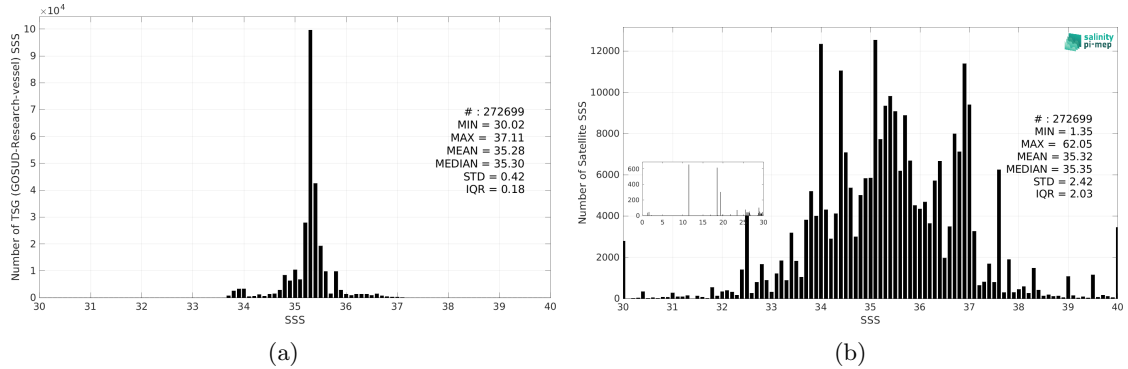 ×10⁴
10
9
8
7
6
5
4
3
2
1
0
Number of TSG (GOSUD-Research-vessel) SSS
# : 272699
MIN = 30.02
MAX = 37.11
MEAN = 35.28
MEDIAN = 35.30
STD = 0.42
IQR = 0.18
30 31 32 33 34 35 36 37 38 39 40
SSS
(a)
salinity
pi-mep
12000
10000
8000
6000
4000
2000
0
Number of Satellite SSS
# : 272699
MIN = 1.35
MAX = 62.05
MEAN = 35.32
MEDIAN = 35.35
STD = 2.42
IQR = 2.03
600
400
200
0
0 5 10 15 20 25 30
30 31 32 33 34 35 36 37 38 39 40
SSS
(b)